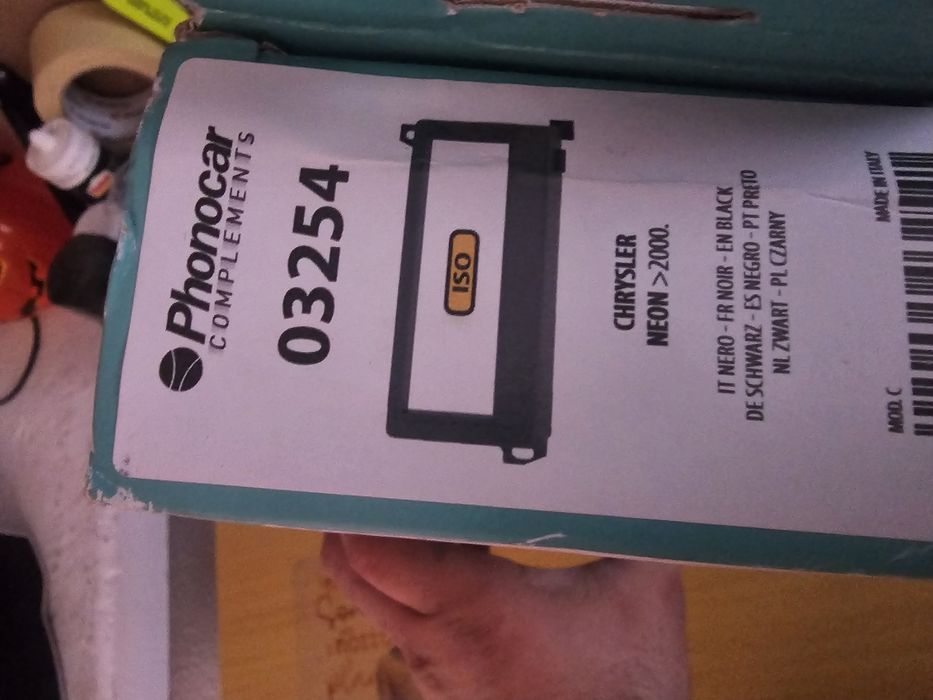 Phonocar
COMPLEMENTS
03254
ISO
CHRYSLER
NEON >2000.
IT NERO - FR NOIR - EN BLACK
DE SCHWARZ - ES NEGRO - PT PRETO
NL ZWART - PL CZARNY
MOD. C
MADE IN ITALY